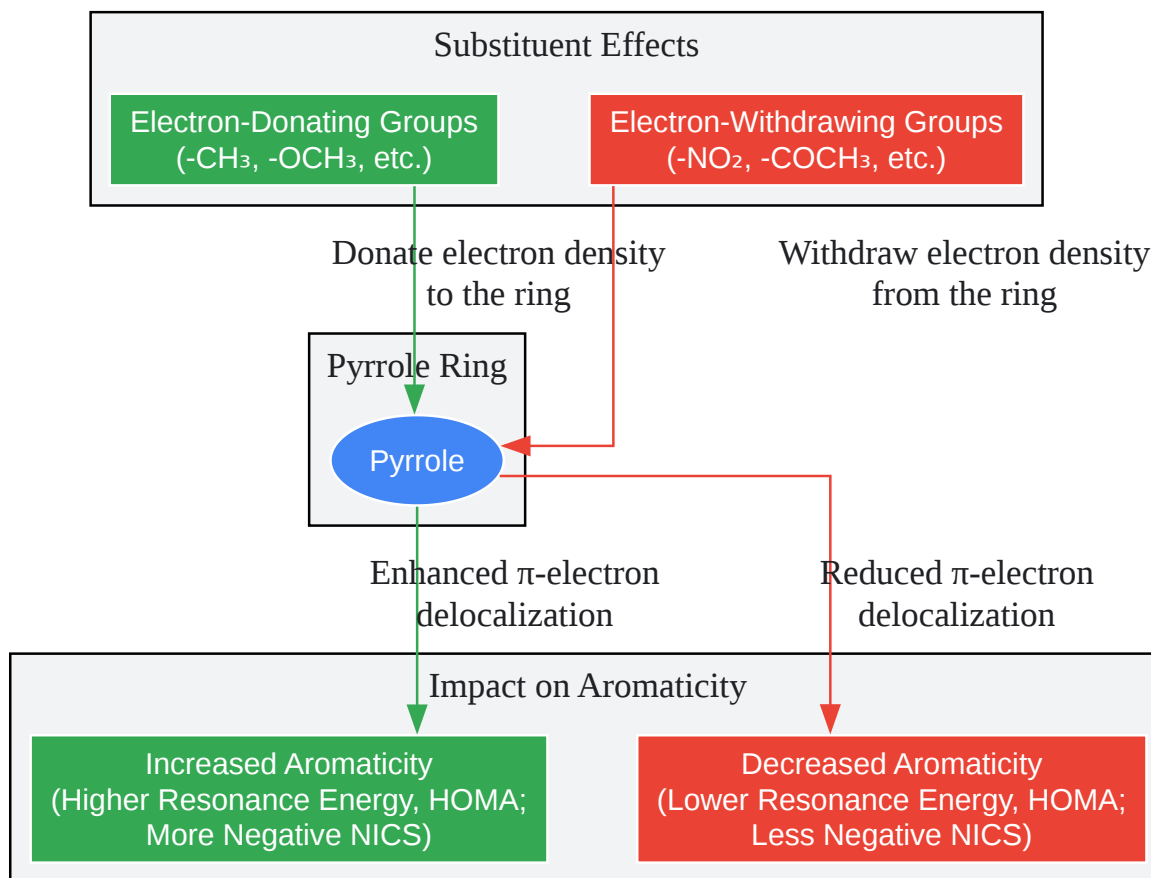 Substituent Effects
Electron-Donating Groups
(-CH₃, -OCH₃, etc.)
Electron-Withdrawing Groups
(-NO₂, -COCH₃, etc.)
Donate electron density
to the ring
Withdraw electron density
from the ring
Pyrrole Ring
Pyrrole
Enhanced π-electron
delocalization
Reduced π-electron
delocalization
Impact on Aromaticity
Increased Aromaticity
(Higher Resonance Energy, HOMA;
More Negative NICS)
Decreased Aromaticity
(Lower Resonance Energy, HOMA;
Less Negative NICS)